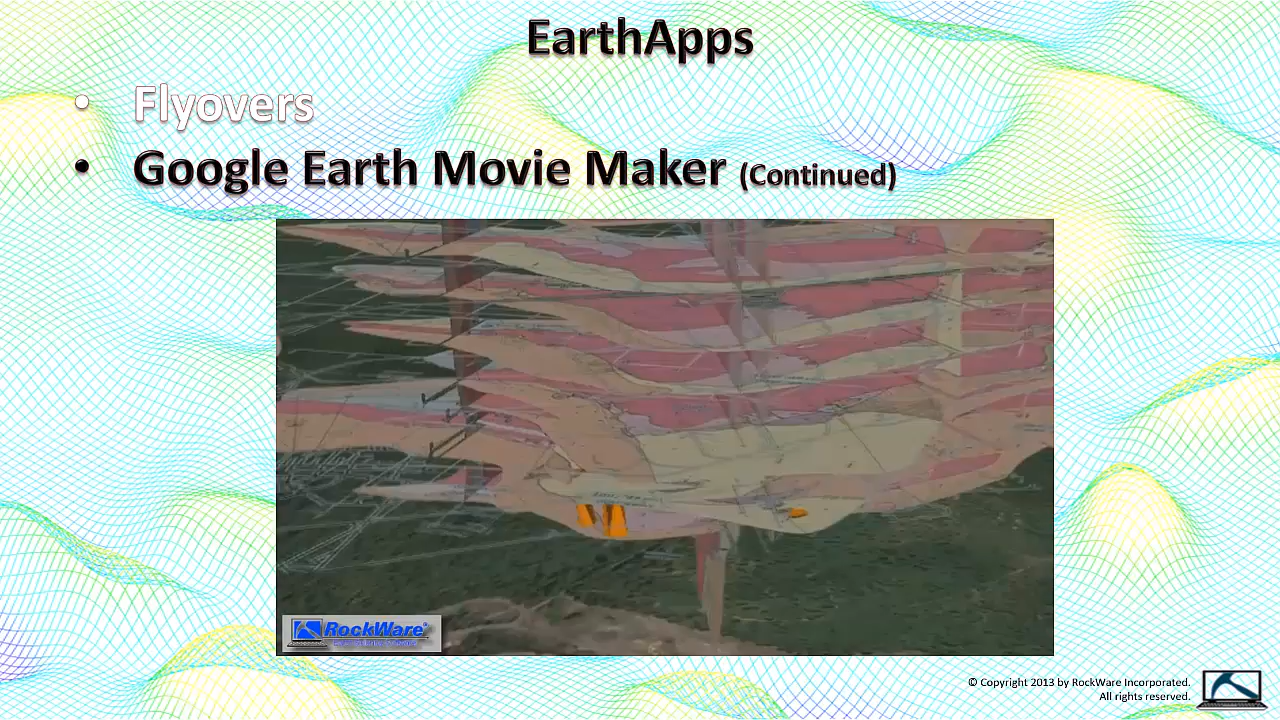 EarthApps
• Flyovers
• Google Earth Movie Maker (Continued)
RockWare®
© Copyright 2013 by RockWare Incorporated.
All rights reserved.